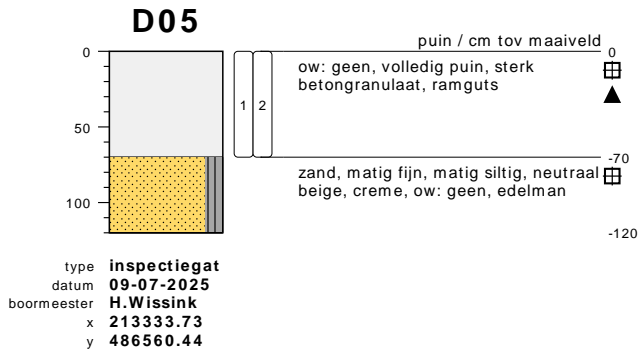 D05
puin / cm tov maaiveld
0
0
ow: geen, volledig puin, sterk
betongranulaat, ramguts
1 2
50
-70
zand, matig fijn, matig siltig, neutraal
beige, creme, ow: geen, edelman
100
-120
type inspectiegat
datum 09-07-2025
boormeester H.Wissink
x 213333.73
y 486560.44